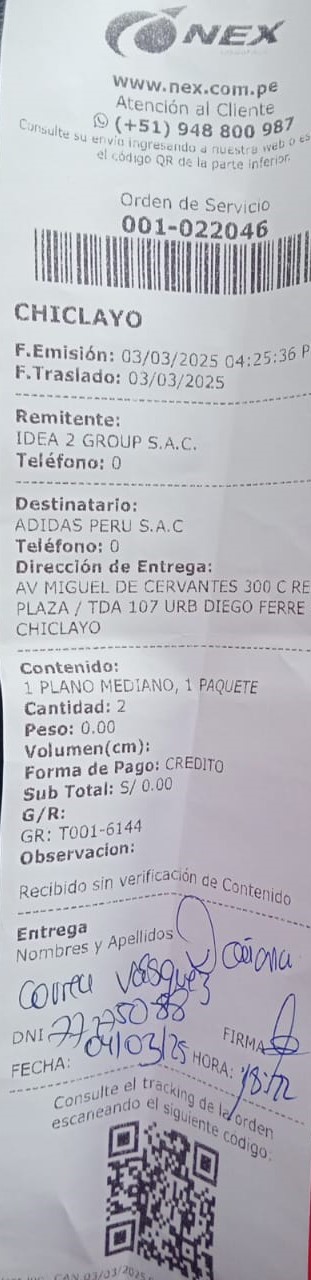 NEX
www.nex.com.pe
Atención al Cliente
(+51) 948 800 987
Consulte su envío ingresando a nuestra web o es
el código QR de la parte inferior.
Orden de Servicio
001-022046
CHICLAYO
F.Emisión: 03/03/2025 04:25:36 P
F.Traslado: 03/03/2025
Remitente:
IDEA 2 GROUP S.A.C.
Teléfono: 0
Destinatario:
ADIDAS PERU S.A.C
Teléfono: 0
Dirección de Entrega:
AV MIGUEL DE CERVANTES 300 C RE
PLAZA / TDA 107 URB DIEGO FERRE
CHICLAYO
Contenido:
1 PLANO MEDIANO, 1 PAQUETE
Cantidad: 2
Peso: 0.00
Volumen(cm):
Forma de Pago: CREDITO
Sub Total: S/ 0.00
G/R:
GR: T001-6144
Observacion:
Recibido sin verificación de Contenido
Entrega
Nombres y Apellidos
Vasquez
DNI
FIRMA
FECHA: 04/03/25 HORA: 18:12
Consulte el tracking de la orden
escaneando el siguiente código:
03/03/2025